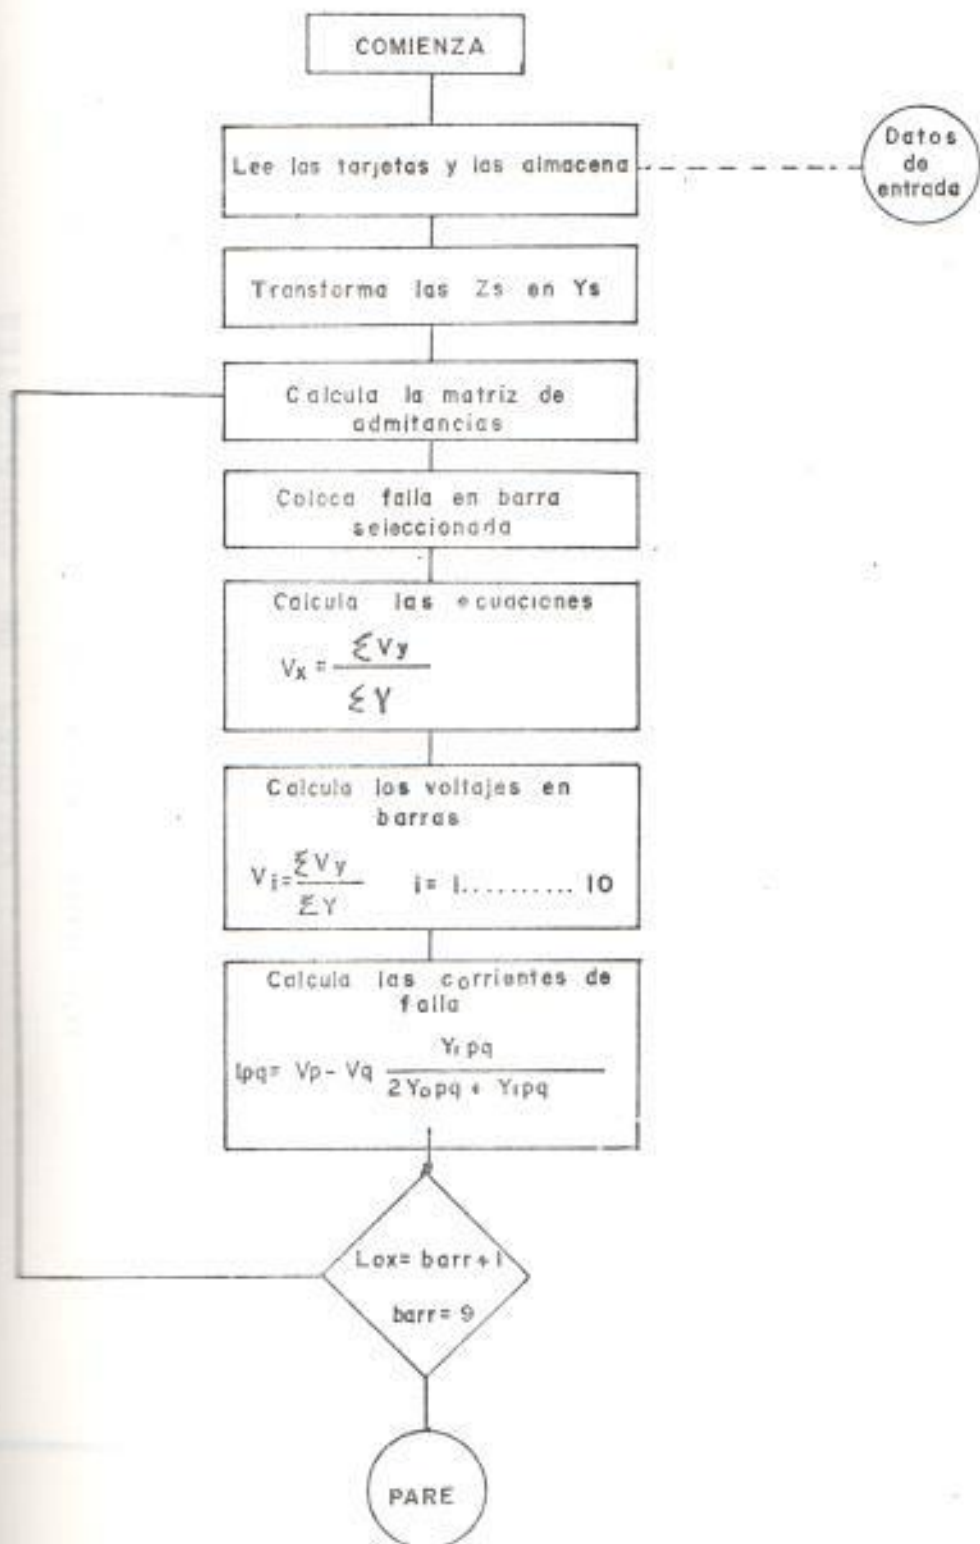 COMIENZA
Lee las tarjetas y las almacena
Datos
de
entrada
Transforma las Zs en Ys
Calcula la matriz de
admitancias
Coloca falla en barra
seleccionada
Calcula las ecuaciones
Vx = ΣVy / ΣY
Calcula los voltajes en
barras
Vi = ΣVy / ΣY i= 1.......... 10
Calcula las corrientes de
falla
Ipq= Vp - Vq Y1pq / 2Yopq + Y1pq
Lox= barr+1
barr= 9
PARE